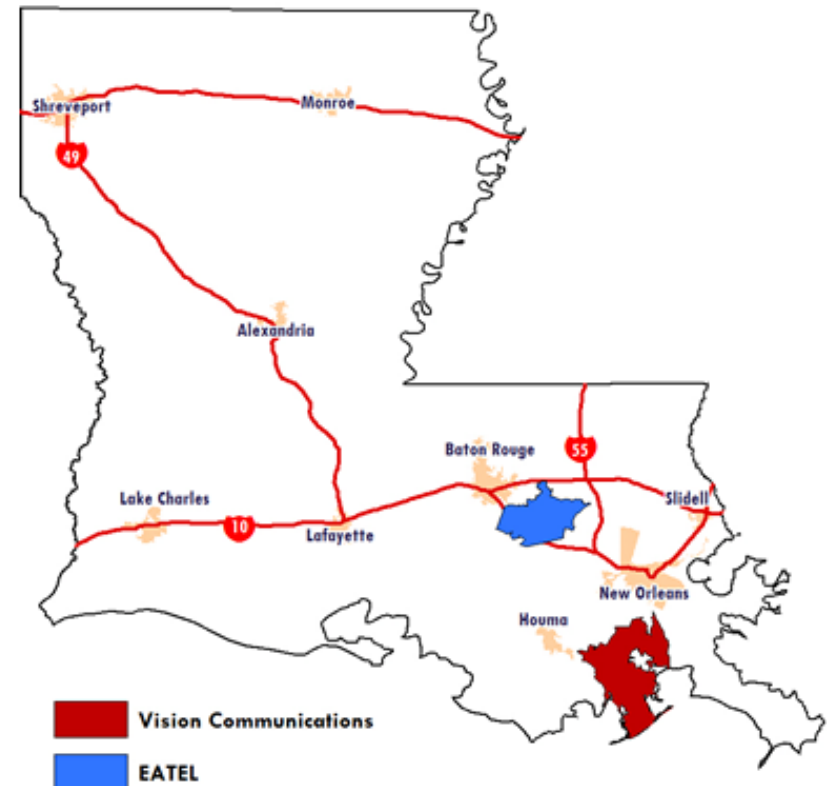 Shreveport
Monroe
49
Alexandria
Baton Rouge
55
Lake Charles
Slidell
10
Lafayette
New Orleans
Houma
Vision Communications
EATEL